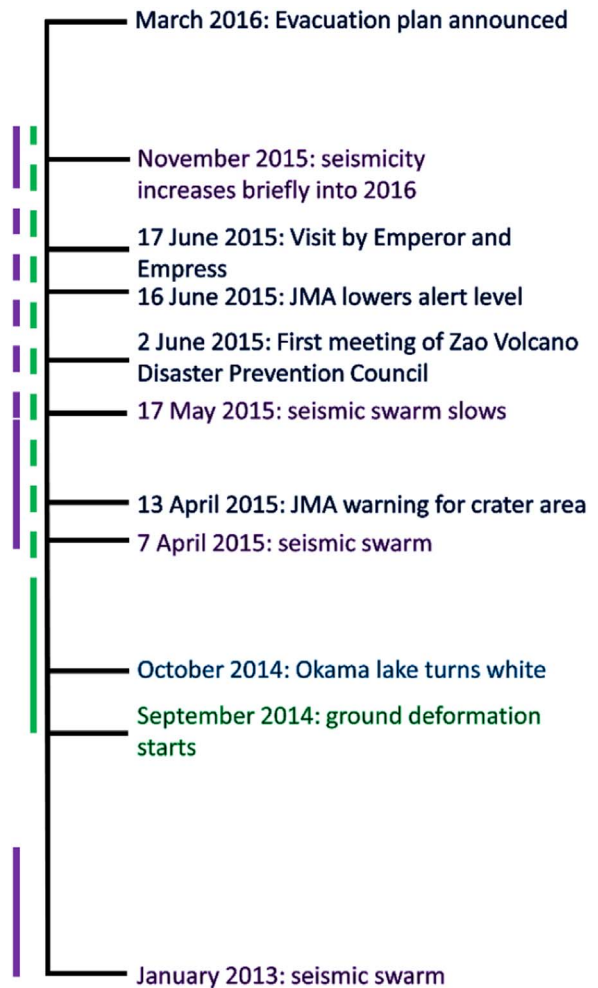 March 2016: Evacuation plan announced
November 2015: seismicity
increases briefly into 2016
17 June 2015: Visit by Emperor and
Empress
16 June 2015: JMA lowers alert level
2 June 2015: First meeting of Zao Volcano
Disaster Prevention Council
17 May 2015: seismic swarm slows
13 April 2015: JMA warning for crater area
7 April 2015: seismic swarm
October 2014: Okama lake turns white
September 2014: ground deformation
starts
January 2013: seismic swarm